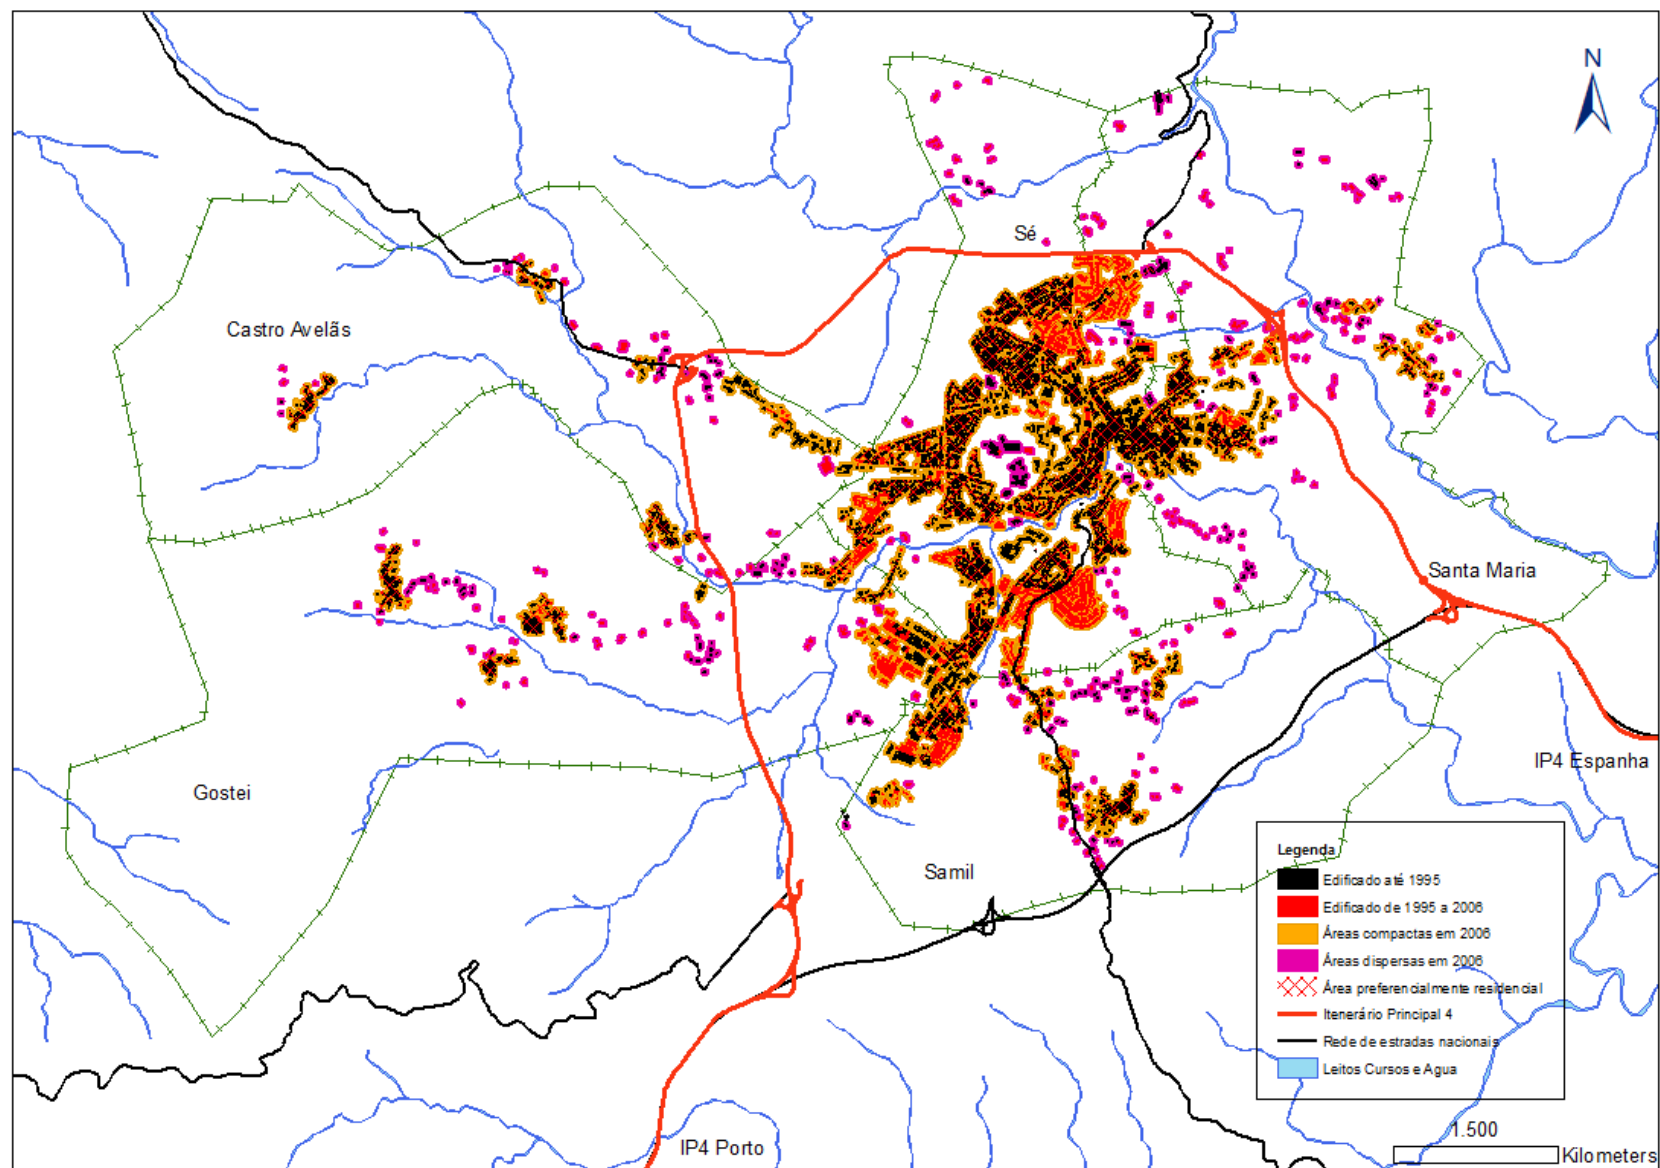 N
Sé
Castro Avelãs
Santa Maria
IP4 Espanha
Gostei
Samil
Legenda
Edificado até 1995
Edificado de 1995 a 2006
Áreas compactas em 2006
Áreas dispersas em 2006
Área preferencialmente residencial
Itenerário Principal 4
Rede de estradas nacionais
Leitos Cursos e Agua
1.500
IP4 Porto
Kilometers